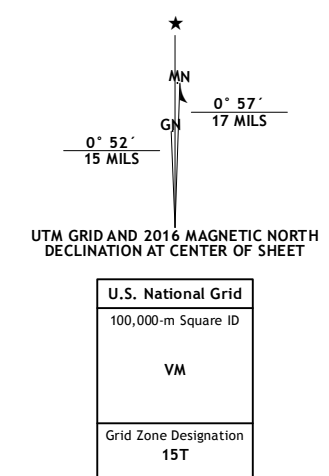 ★
MN
0° 57´
17 MILS
GN
0° 52´
15 MILS
UTM GRID AND 2016 MAGNETIC NORTH
DECLINATION AT CENTER OF SHEET
U.S. National Grid
100,000-m Square ID
VM
Grid Zone Designation
15T